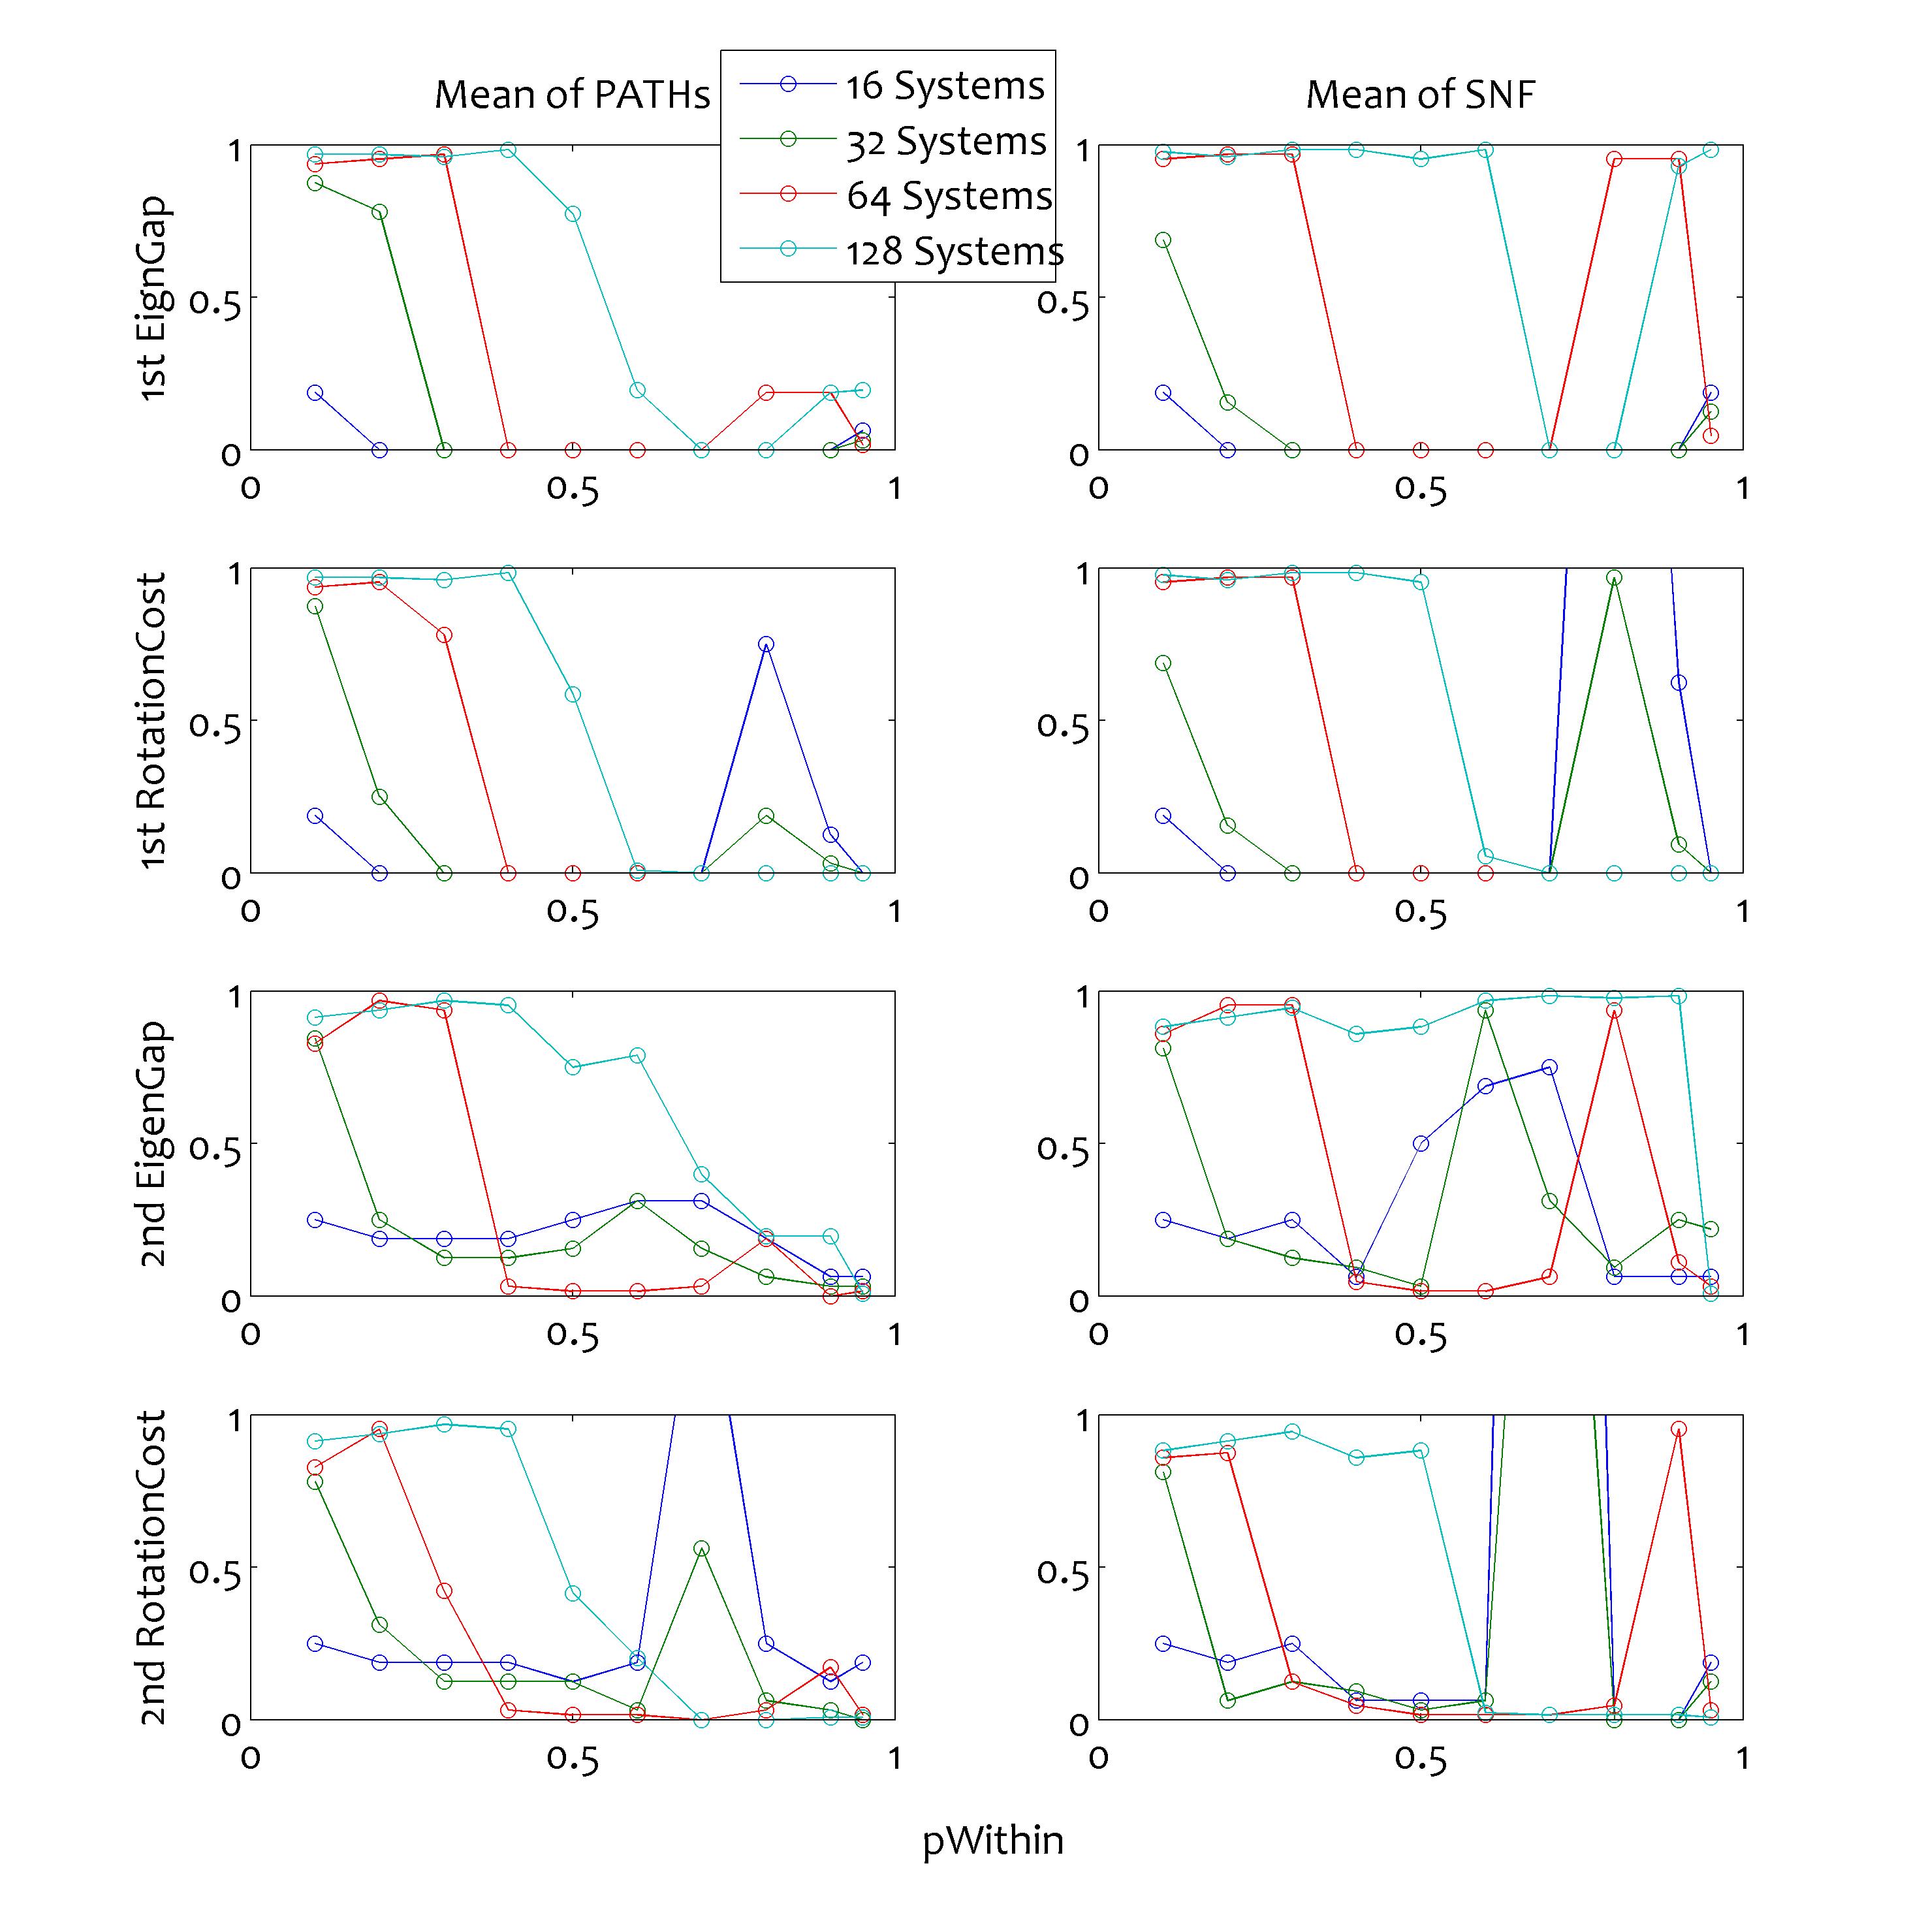 Mean of PATHs
16 Systems
32 Systems
64 Systems
128 Systems
Mean of SNF
1st EignGap
1
0.5
0
0 0.5 1
1
0.5
0
0 0.5 1
1st RotationCost
1
0.5
0
0 0.5 1
1
0.5
0
0 0.5 1
2nd EigenGap
1
0.5
0
0 0.5 1
1
0.5
0
0 0.5 1
2nd RotationCost
1
0.5
0
0 0.5 1
1
0.5
0
0 0.5 1
pWithin